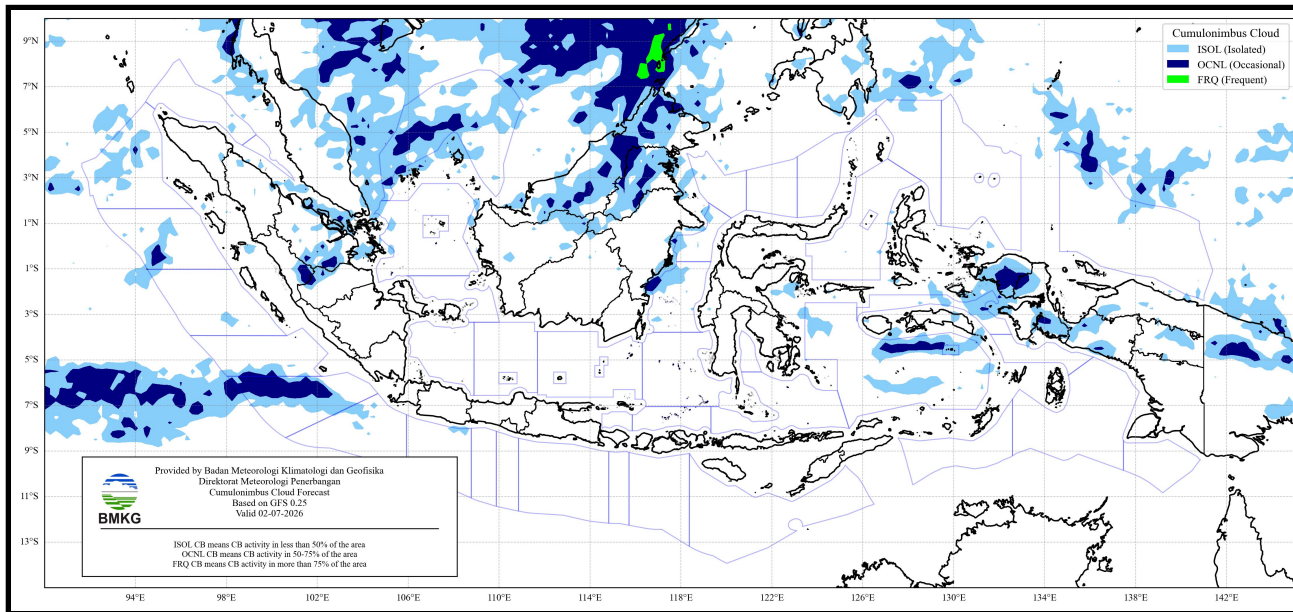 Cumulonimbus Cloud
ISOL (Isolated)
OCNL (Occasional)
FRQ (Frequent)
9°N
7°N
5°N
3°N
1°N
1°S
3°S
5°S
7°S
9°S
11°S
13°S
BMKG
Provided by Badan Meteorologi Klimatologi dan Geofisika
Direktorat Meteorologi Penerbangan
Cumulonimbus Cloud Forecast
Based on GFS 0.25
Valid 02-07-2026
ISOL CB means CB activity in less than 50% of the area
OCNL CB means CB activity in 50-75% of the area
FRQ CB means CB activity in more than 75% of the area
94°E 98°E 102°E 106°E 110°E 114°E 118°E 122°E 126°E 130°E 134°E 138°E 142°E